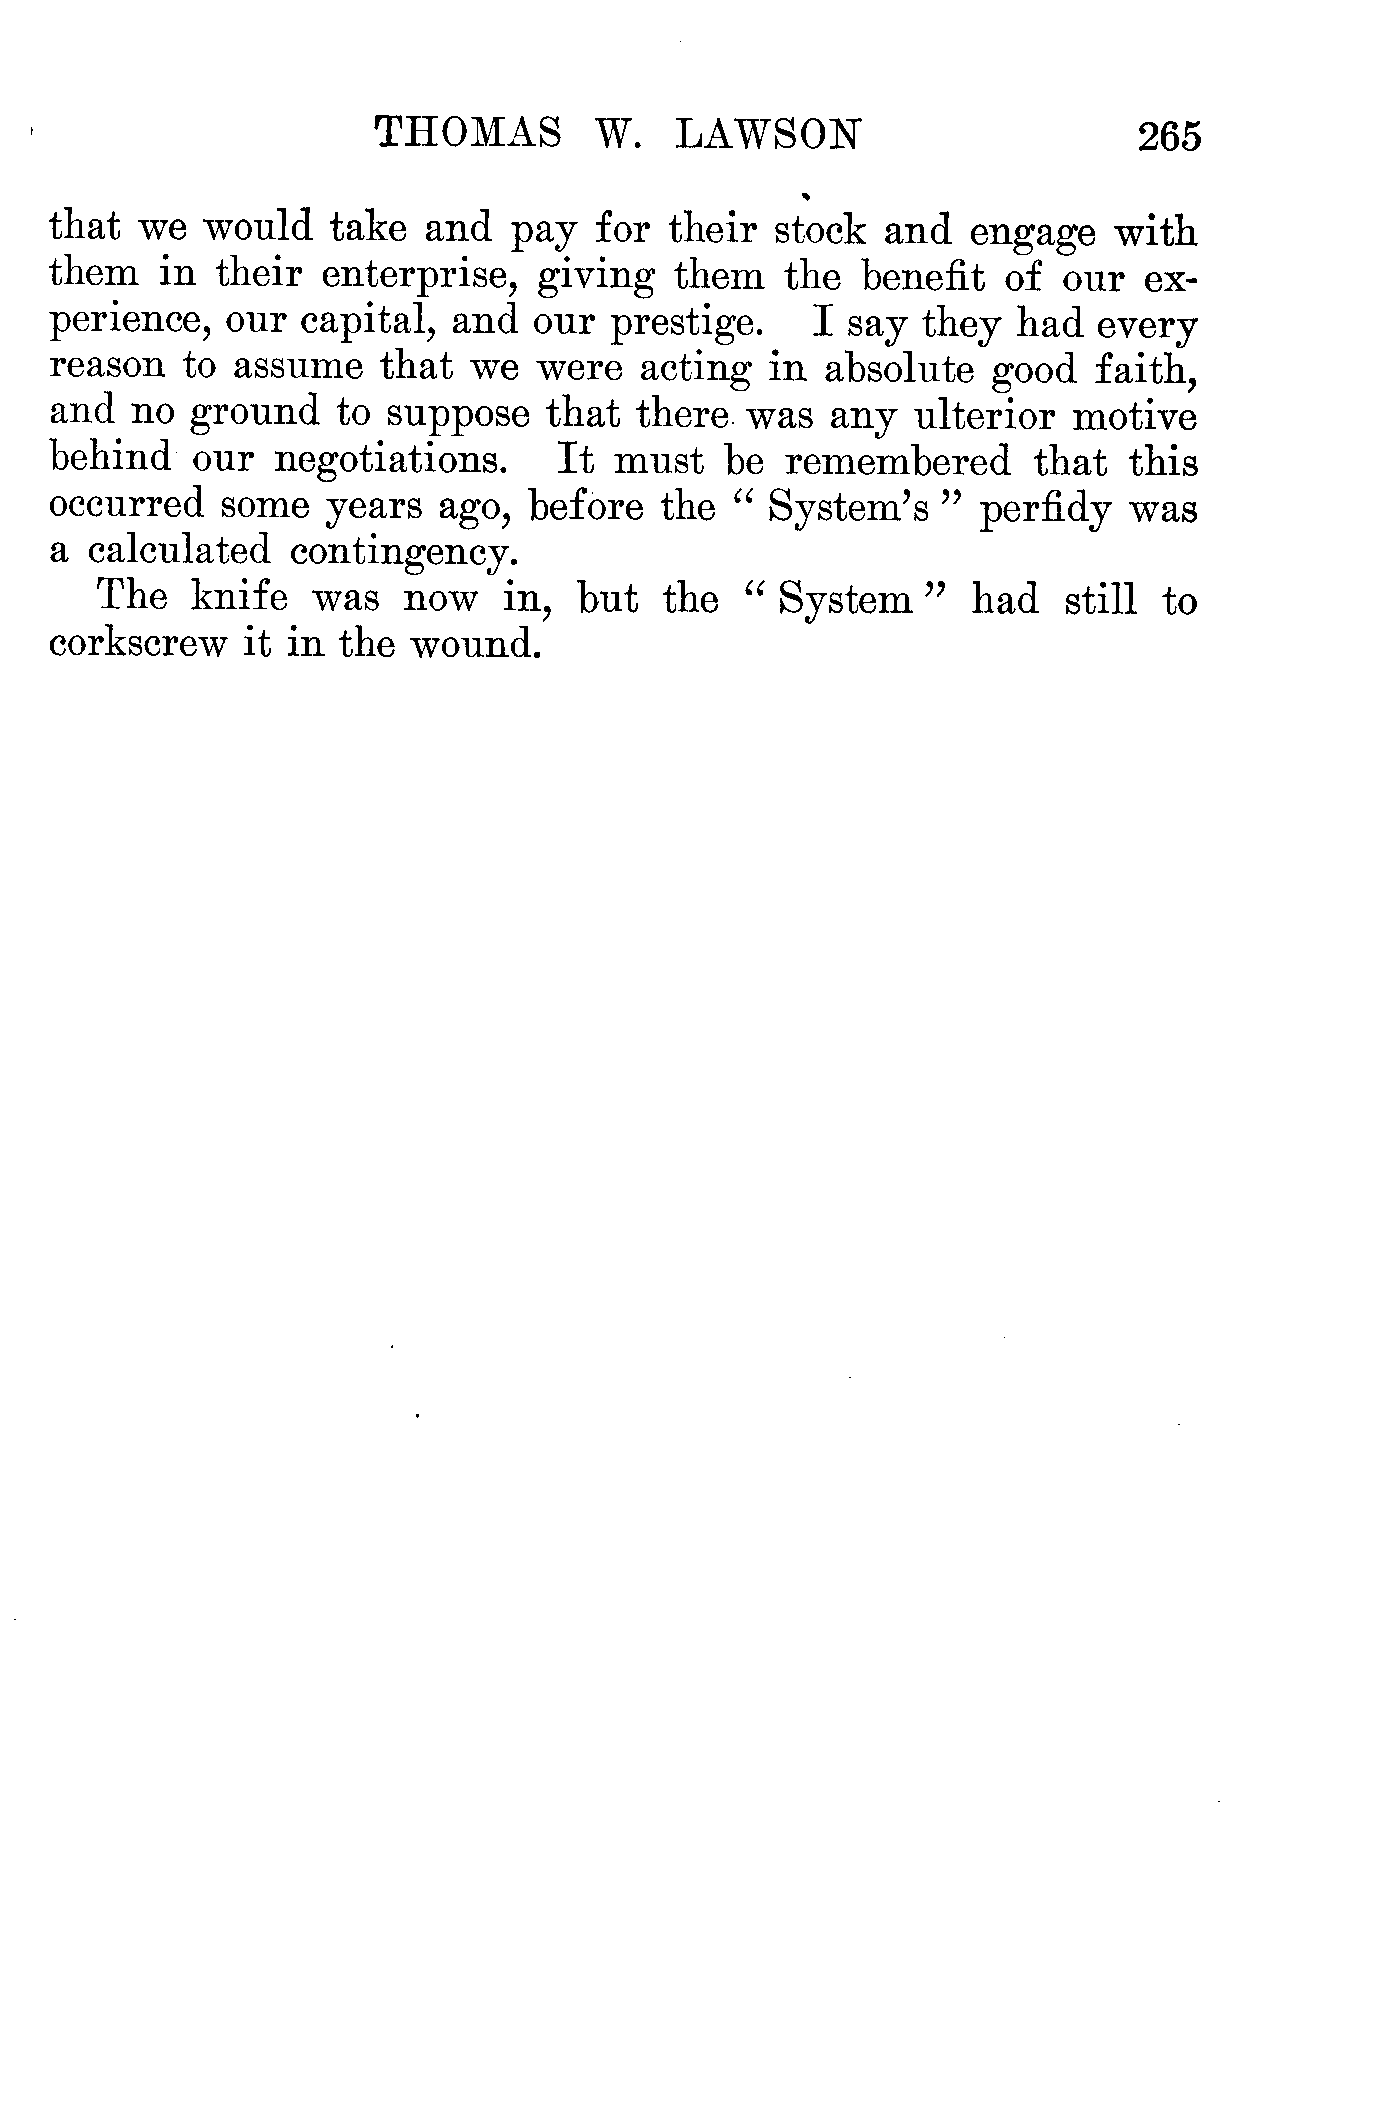 THOMAS W. LAWSON 265
that we would take and pay for their stock and engage with
them in their enterprise, giving them the benefit of our ex-
perience, our capital, and our prestige. I say they had every
reason to assume that we were acting in absolute good faith,
and no ground to suppose that there was any ulterior motive
behind our negotiations. It must be remembered that this
occurred some years ago, before the “ System’s ” perfidy was
a calculated contingency.
The knife was now in, but the “ System ” had still to
corkscrew it in the wound.